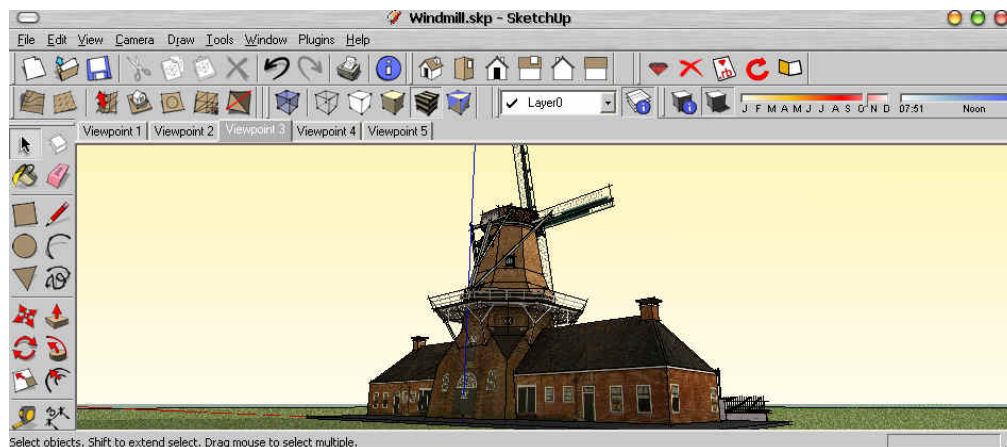 Windmill.skp - SketchUp
File Edit View Camera Draw Tools Window Plugins Help
Layer0
J F M A M J J A S O N D 07:51 Noon
Viewpoint 1 Viewpoint 2 Viewpoint 3 Viewpoint 4 Viewpoint 5
Select objects. Shift to extend select. Drag mouse to select multiple.